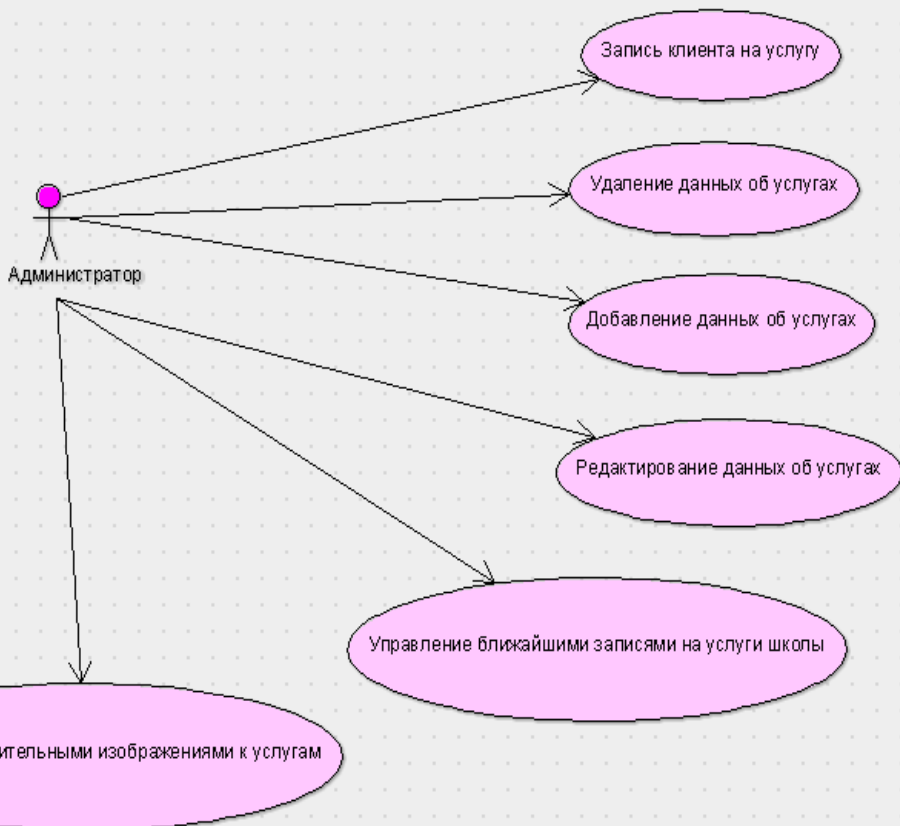 Запись клиента на услугу
Удаление данных об услугах
Администратор
Добавление данных об услугах
Редактирование данных об услугах
Управление ближайшими записями на услуги школы
изображениями к услугам